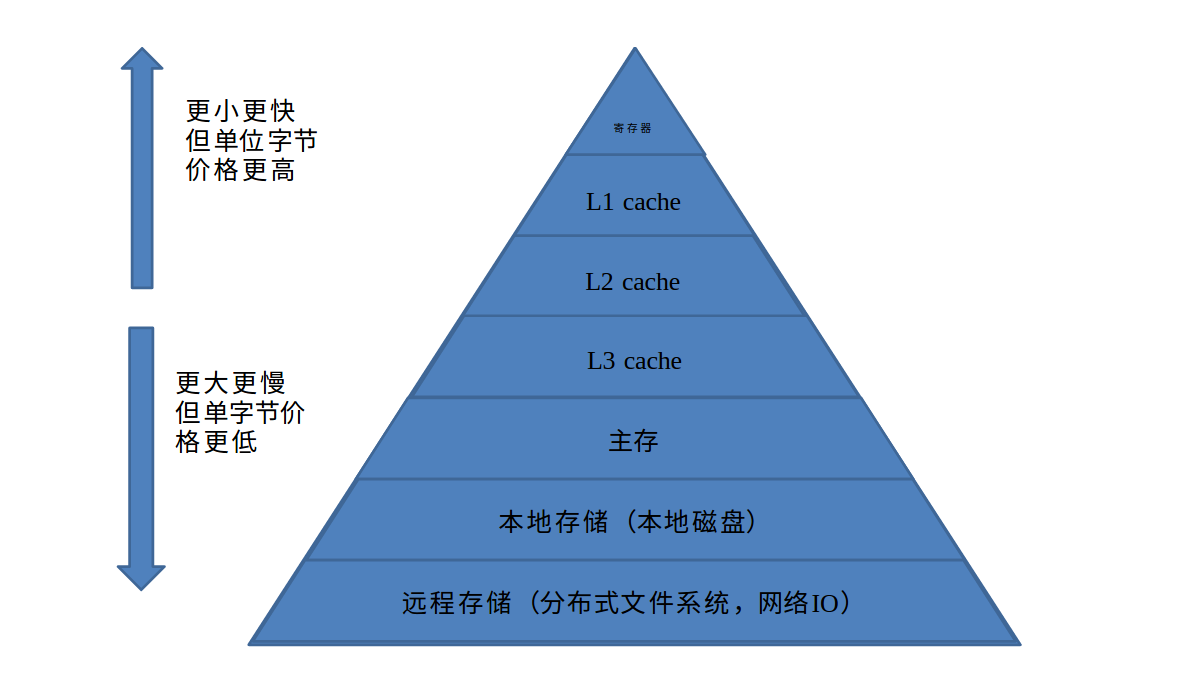 更小更快
但单位字节
价格更高
寄存器
L1 cache
L2 cache
L3 cache
更大更慢
但单字节价
格更低
主存
本地存储（本地磁盘）
远程存储（分布式文件系统，网络IO）